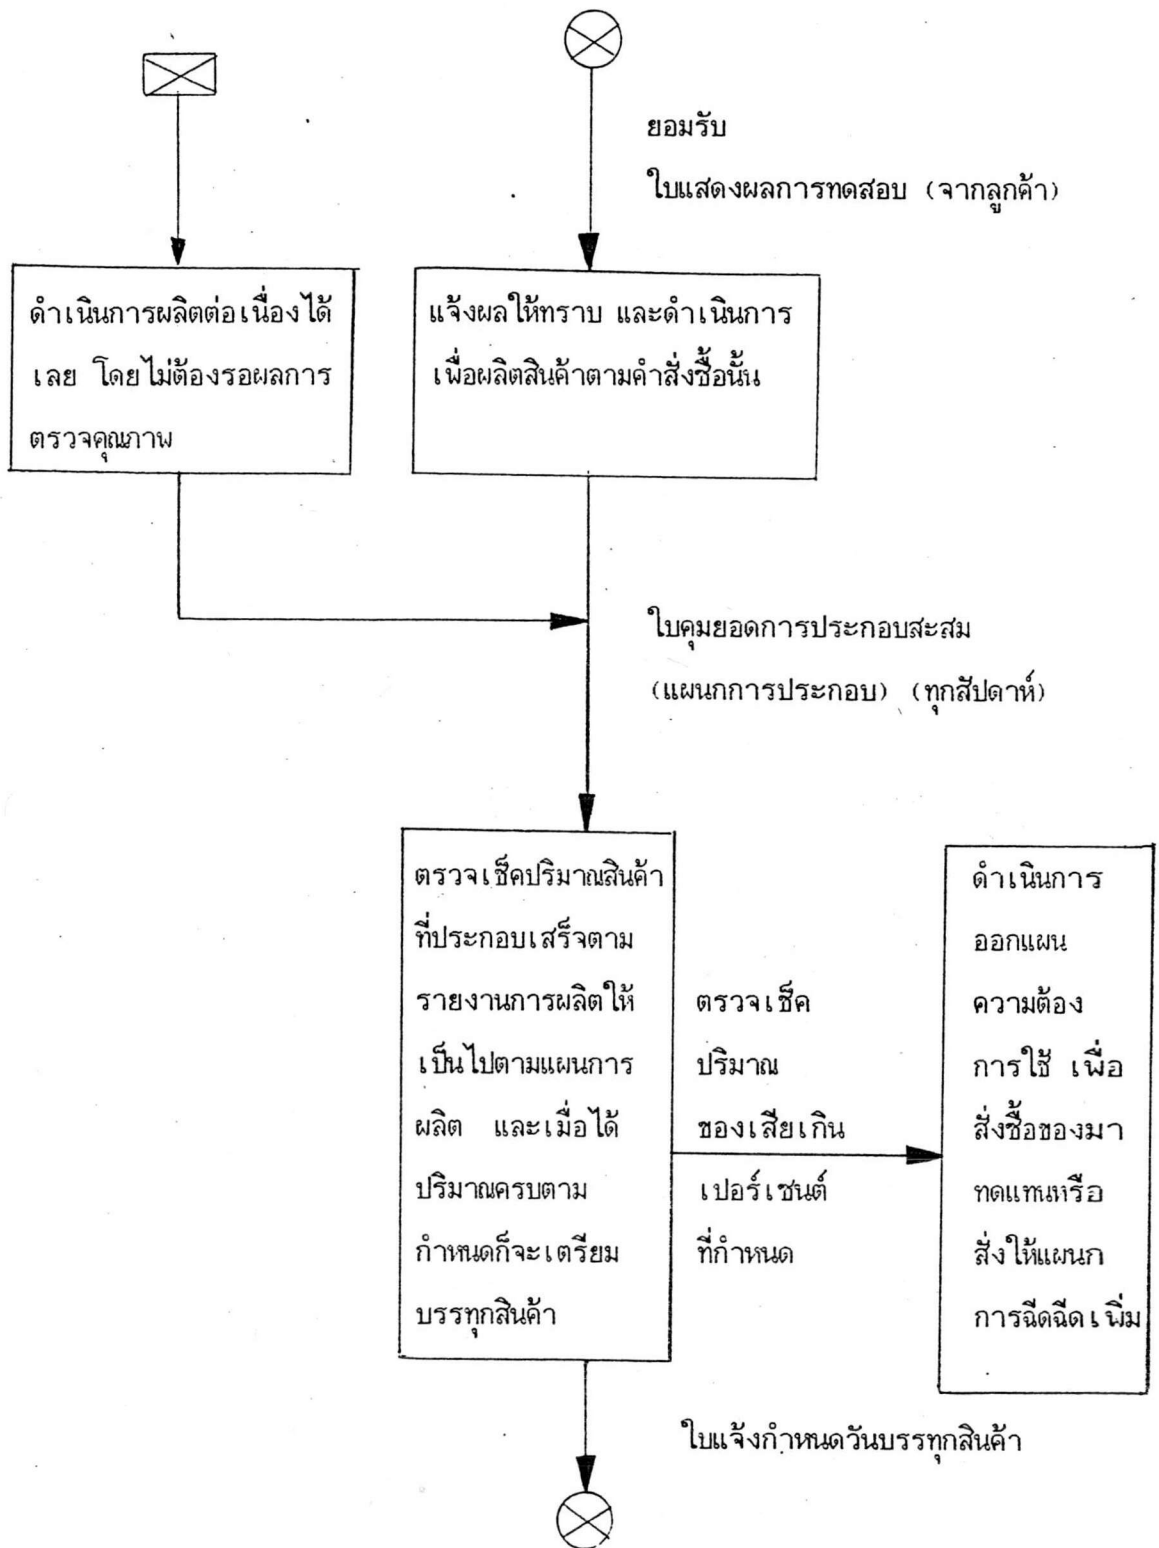 ยอมรับ
ใบแสดงผลการทดสอบ (จากลูกค้า)
ดำเนินการผลิตต่อเนื่องได้
เลย โดยไม่ต้องรอผลการ
ตรวจคุณภาพ
แจ้งผลให้ทราบ และดำเนินการ
เพื่อผลิตสินค้าตามคำสั่งซื้อนั้น
ใบคุมยอดการประกอบสะสม
(แผนกการประกอบ) (ทุกสัปดาห์)
ตรวจเช็คปริมาณสินค้า
ที่ประกอบเสร็จตาม
รายงานการผลิตให้
เป็นไปตามแผนการ
ผลิต และเมื่อได้
ปริมาณครบตาม
กำหนดก็จะเตรียม
บรรทุกสินค้า
ตรวจเช็ค
ปริมาณ
ของเสียเกิน
เปอร์เซนต์
ที่กำหนด
ดำเนินการ
ออกแผน
ความต้อง
การใช้ เพื่อ
สั่งซื้อของมา
ทดแทนหรือ
สั่งให้แผนก
การฉีดฉีดเพิ่ม
ใบแจ้งกำหนดวันบรรทุกสินค้า